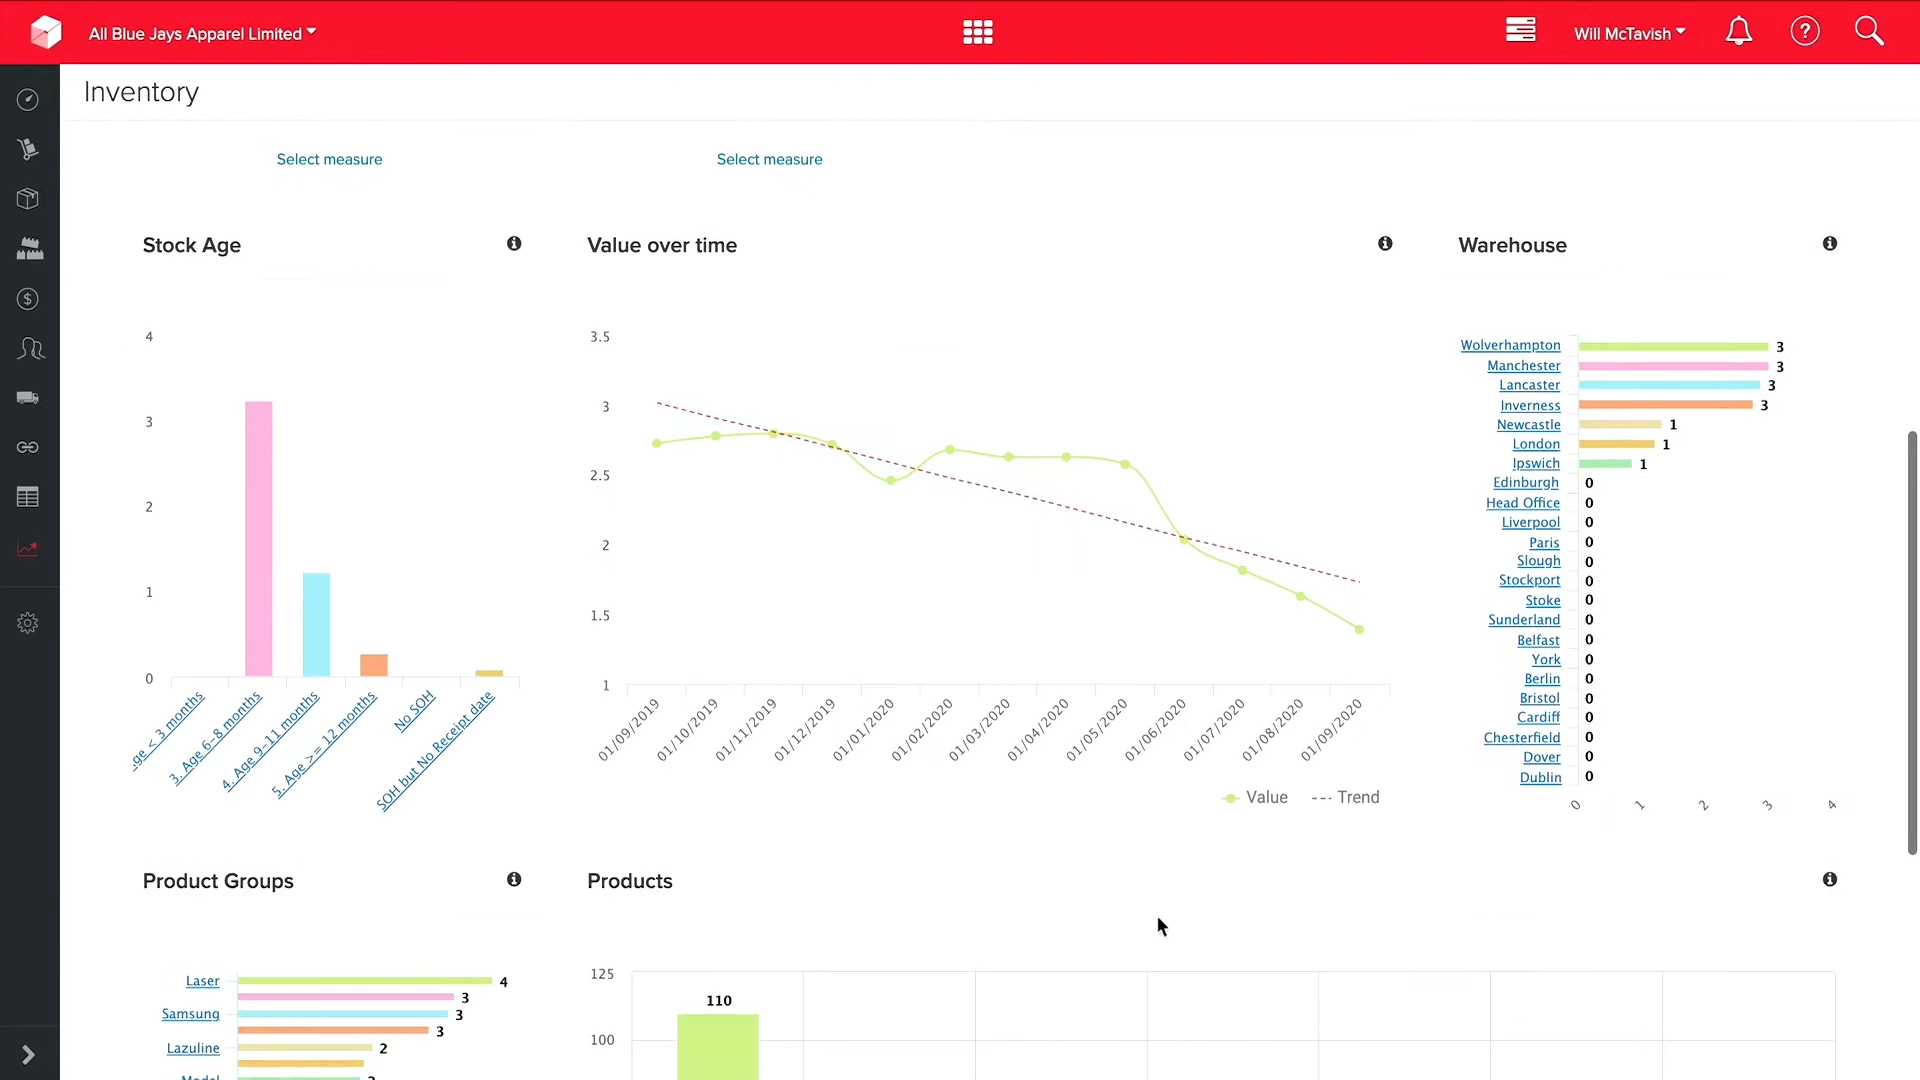 All Blue Jays Apparel Limited
Will McTavish
?
Inventory
Select measure
Select measure
Stock Age
4
3
2
1
0
ge < 3 months
3. Age 6-8 months
4. Age 9-11 months
5. Age >= 12 months
No SOH
SOH but No Receipt date
Value over time
3.5
3
2.5
2
1.5
1
01/09/2019
01/10/2019
01/11/2019
01/12/2019
01/01/2020
01/02/2020
01/03/2020
01/04/2020
01/05/2020
01/06/2020
01/07/2020
01/08/2020
01/09/2020
Value
Trend
Warehouse
Wolverhampton 3
Manchester 3
Lancaster 3
Inverness 3
Newcastle 1
London 1
Ipswich 1
Edinburgh 0
Head Office 0
Liverpool 0
Paris 0
Slough 0
Stockport 0
Stoke 0
Sunderland 0
Belfast 0
York 0
Berlin 0
Bristol 0
Cardiff 0
Chesterfield 0
Dover 0
Dublin 0
0 1 2 3 4
Product Groups
Laser 4
3
Samsung 3
3
Lazuline 2
Products
125
110
100